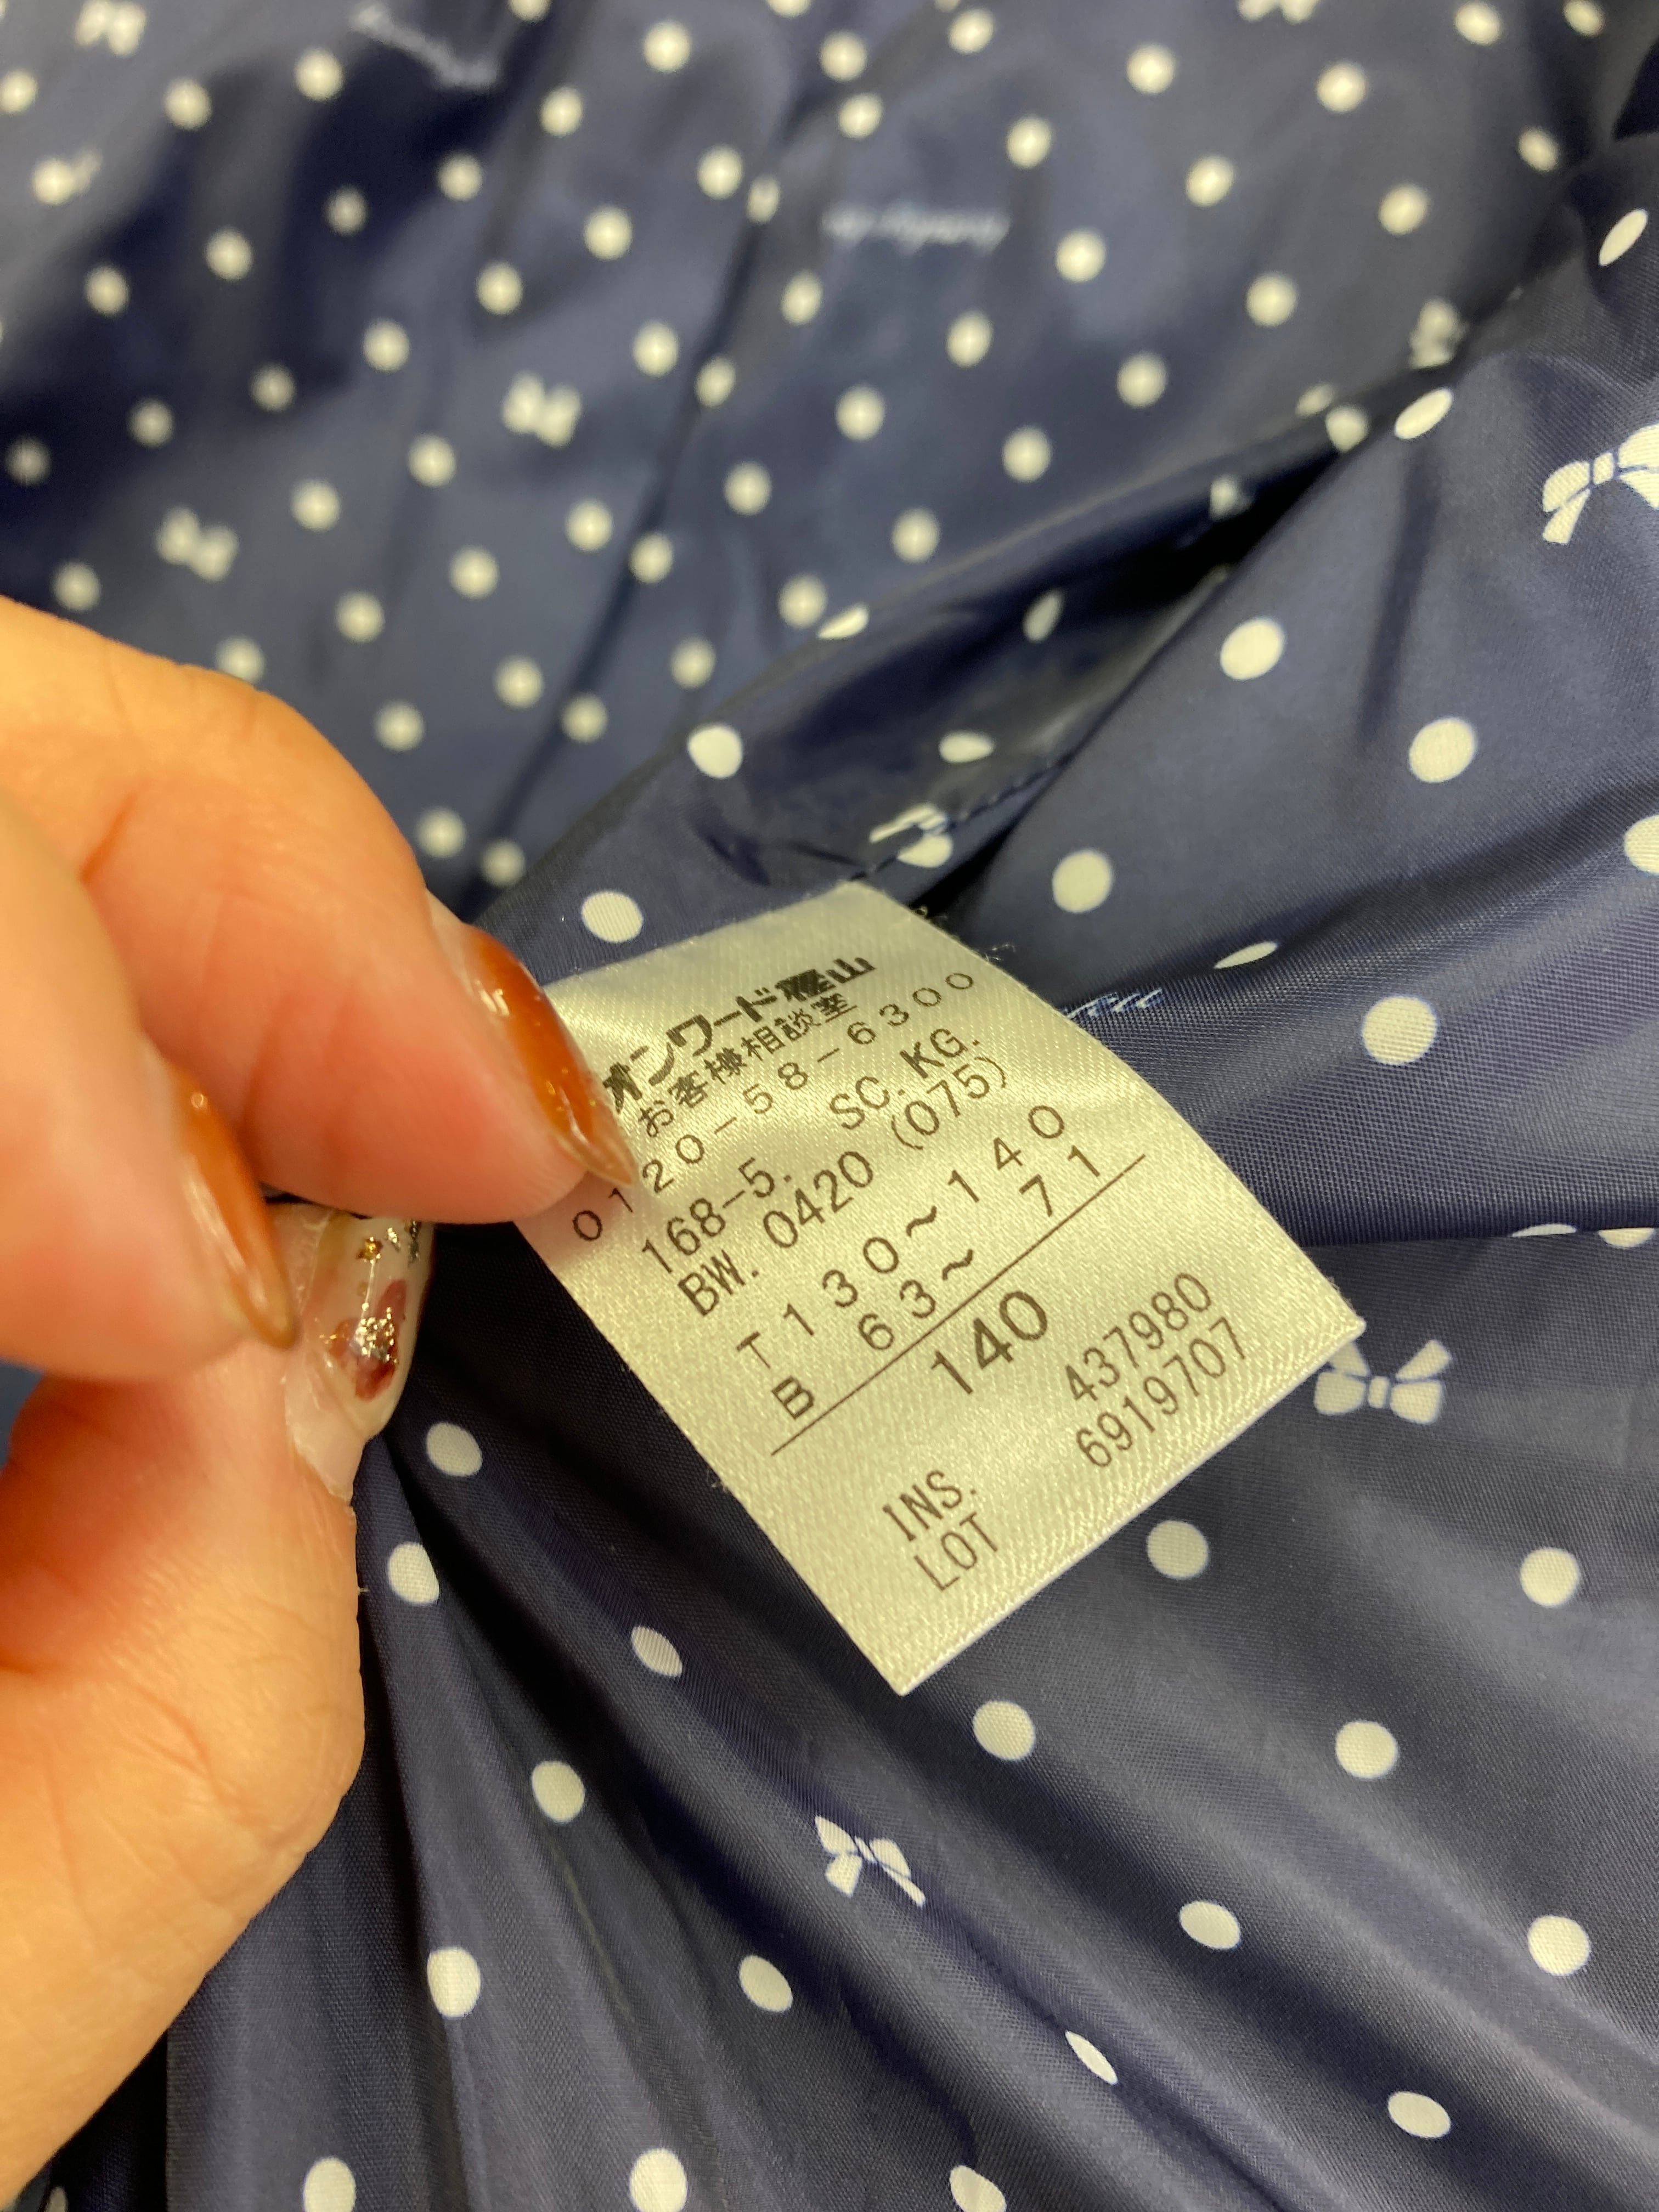 オンワード樫山
お客様相談室
0120-58-6300
168-5. SC. KG.
BW. 0420 (075)
T 130~140
B 63~ 71
140
INS. 437980
LOT 6919707